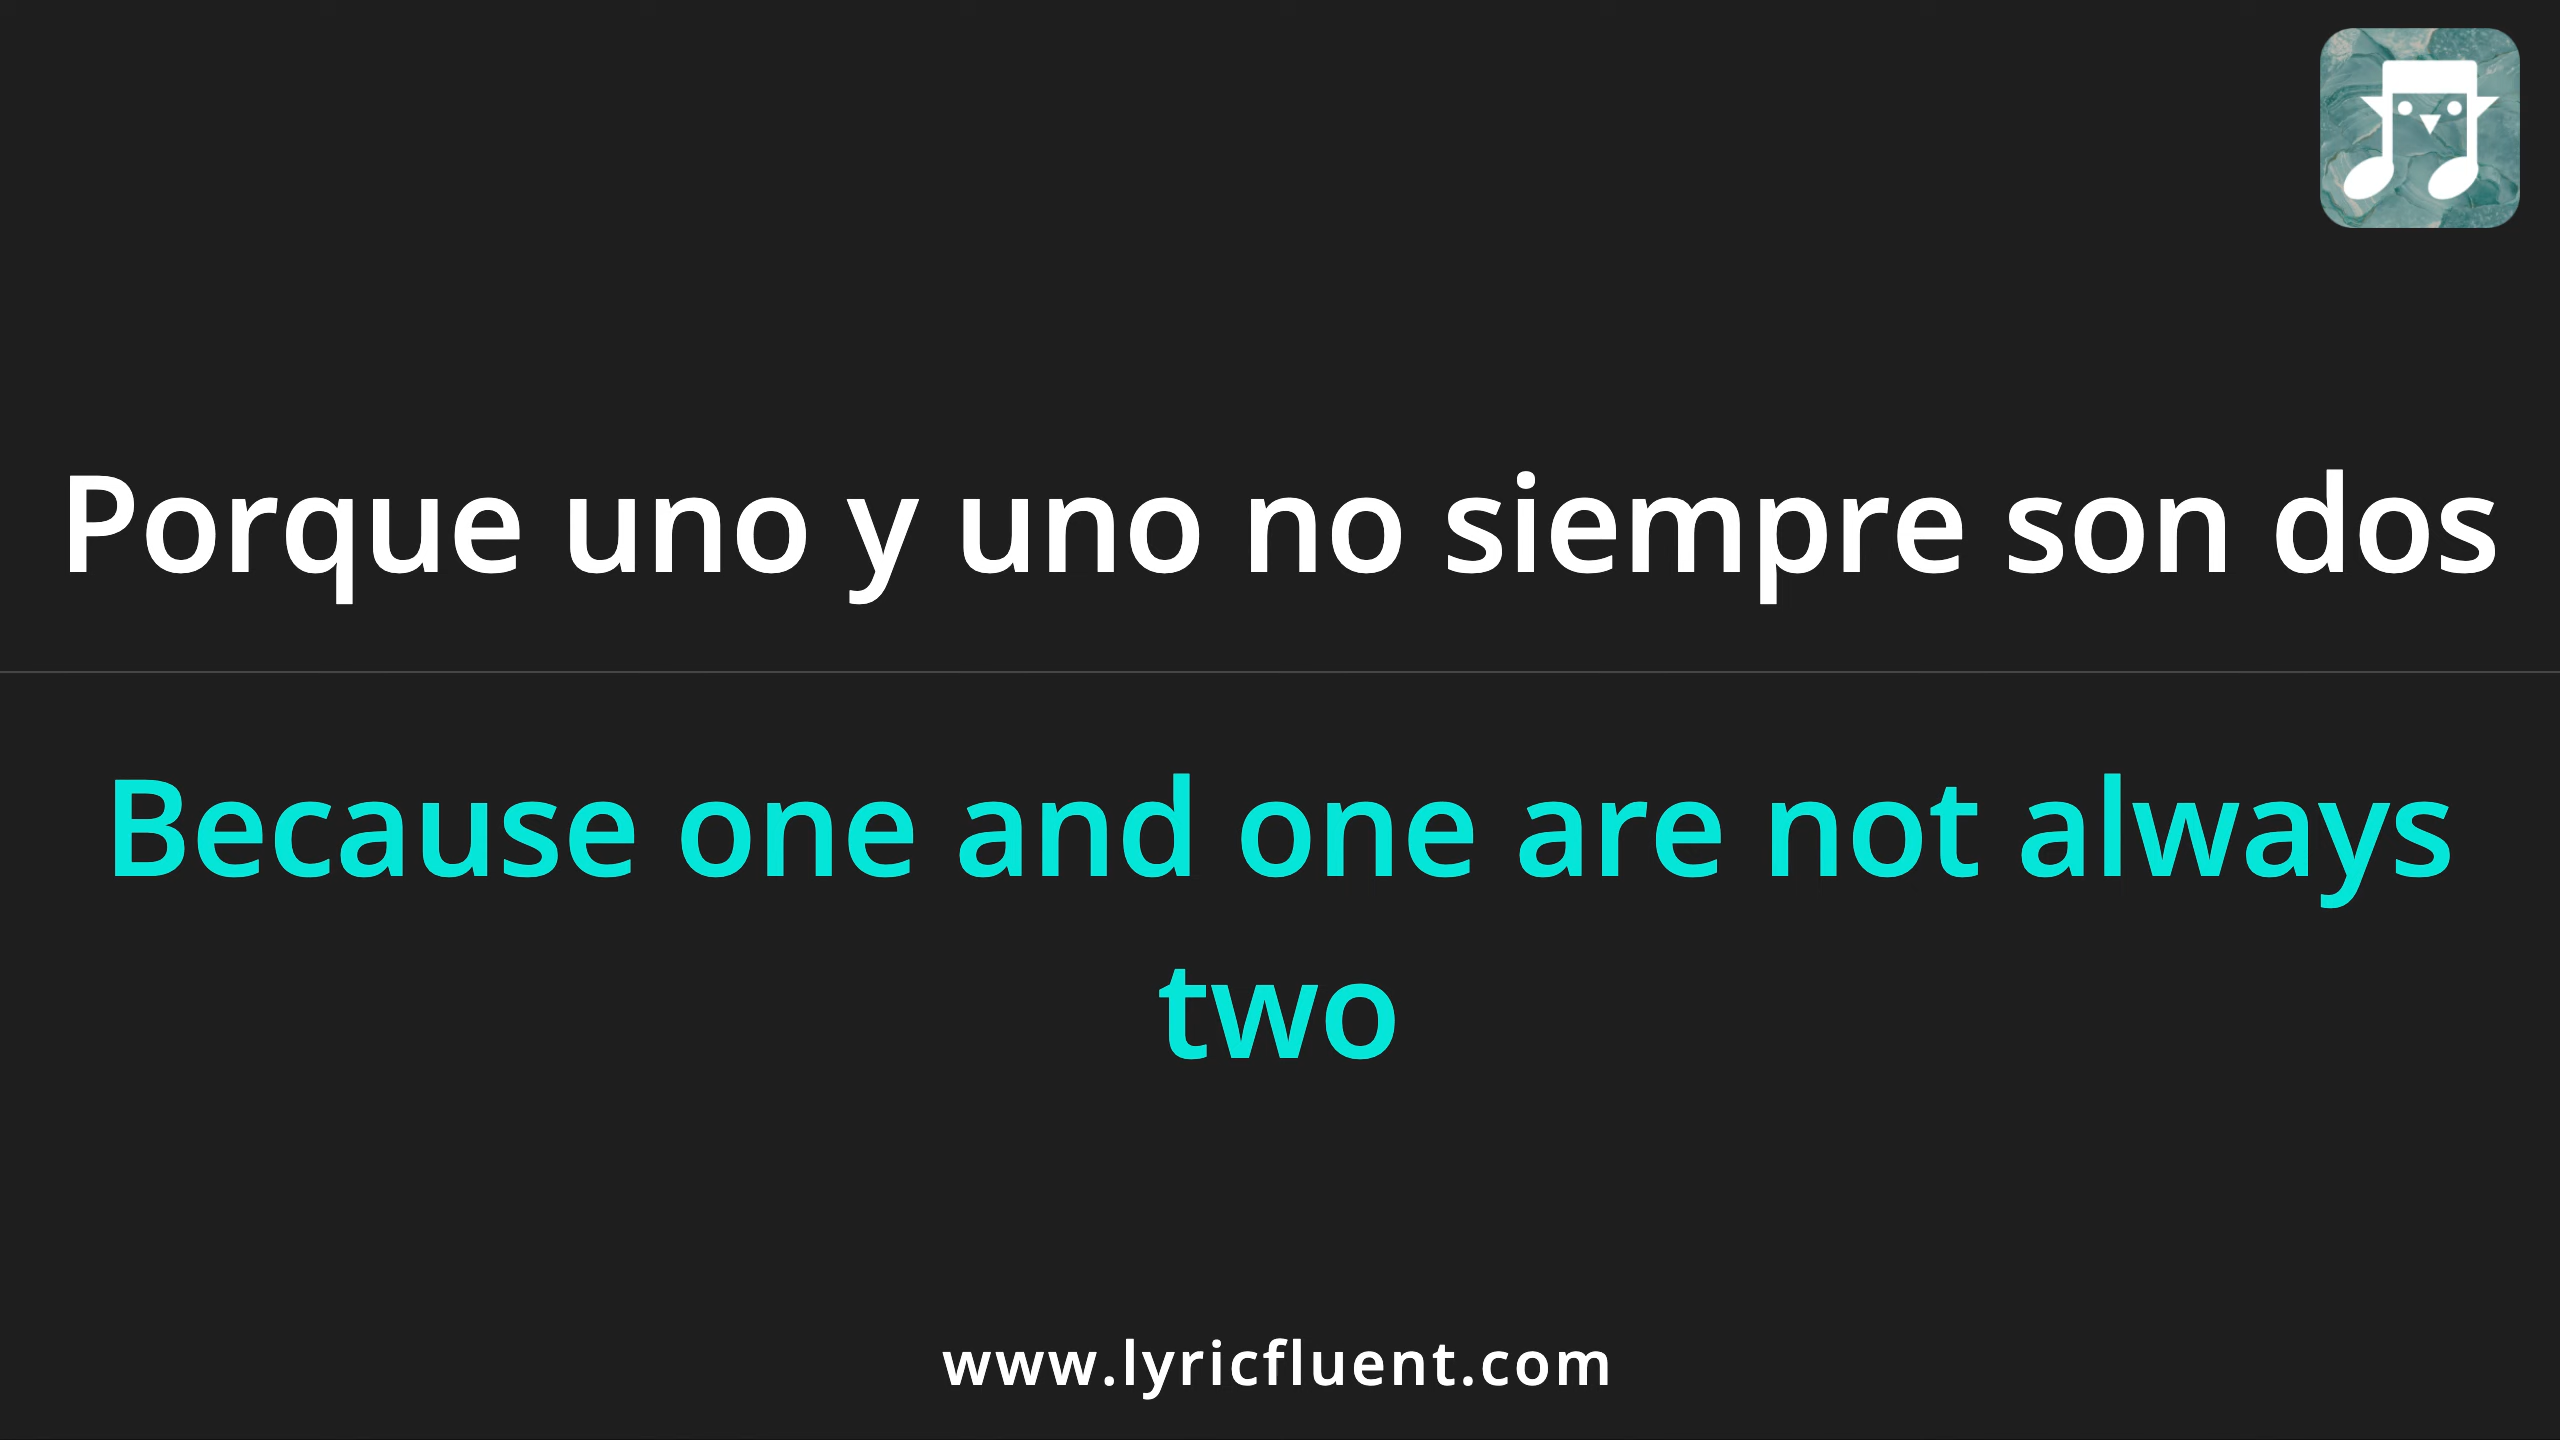 Porque uno y uno no siempre son dos
Because one and one are not always
two
www.lyricfluent.com